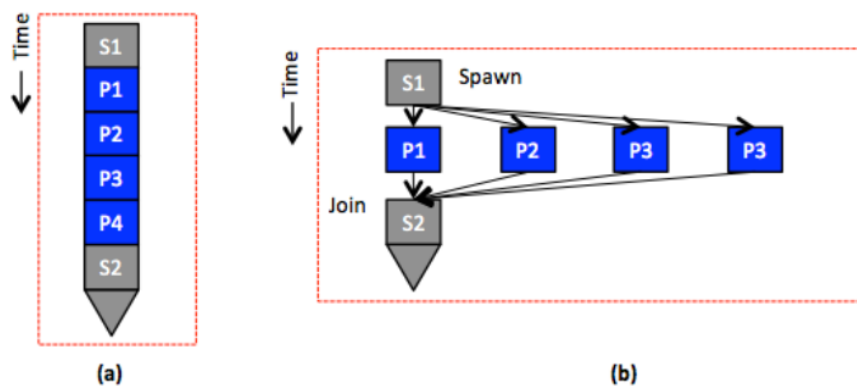 Time
S1
P1
P2
P3
P4
S2
(a)
Time
S1 Spawn
P1 P2 P3 P3
Join
S2
(b)